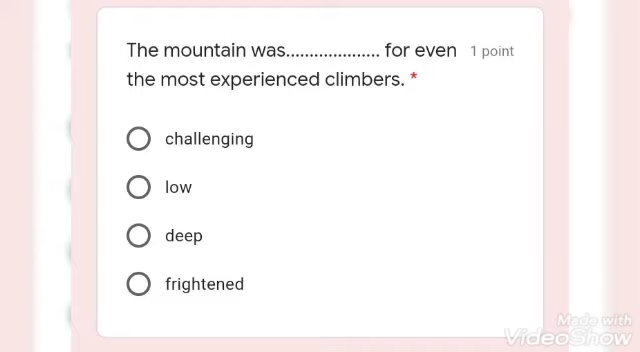 The mountain was.................... for even 1 point
the most experienced climbers. *
challenging
low
deep
frightened
Made with
VideoShow